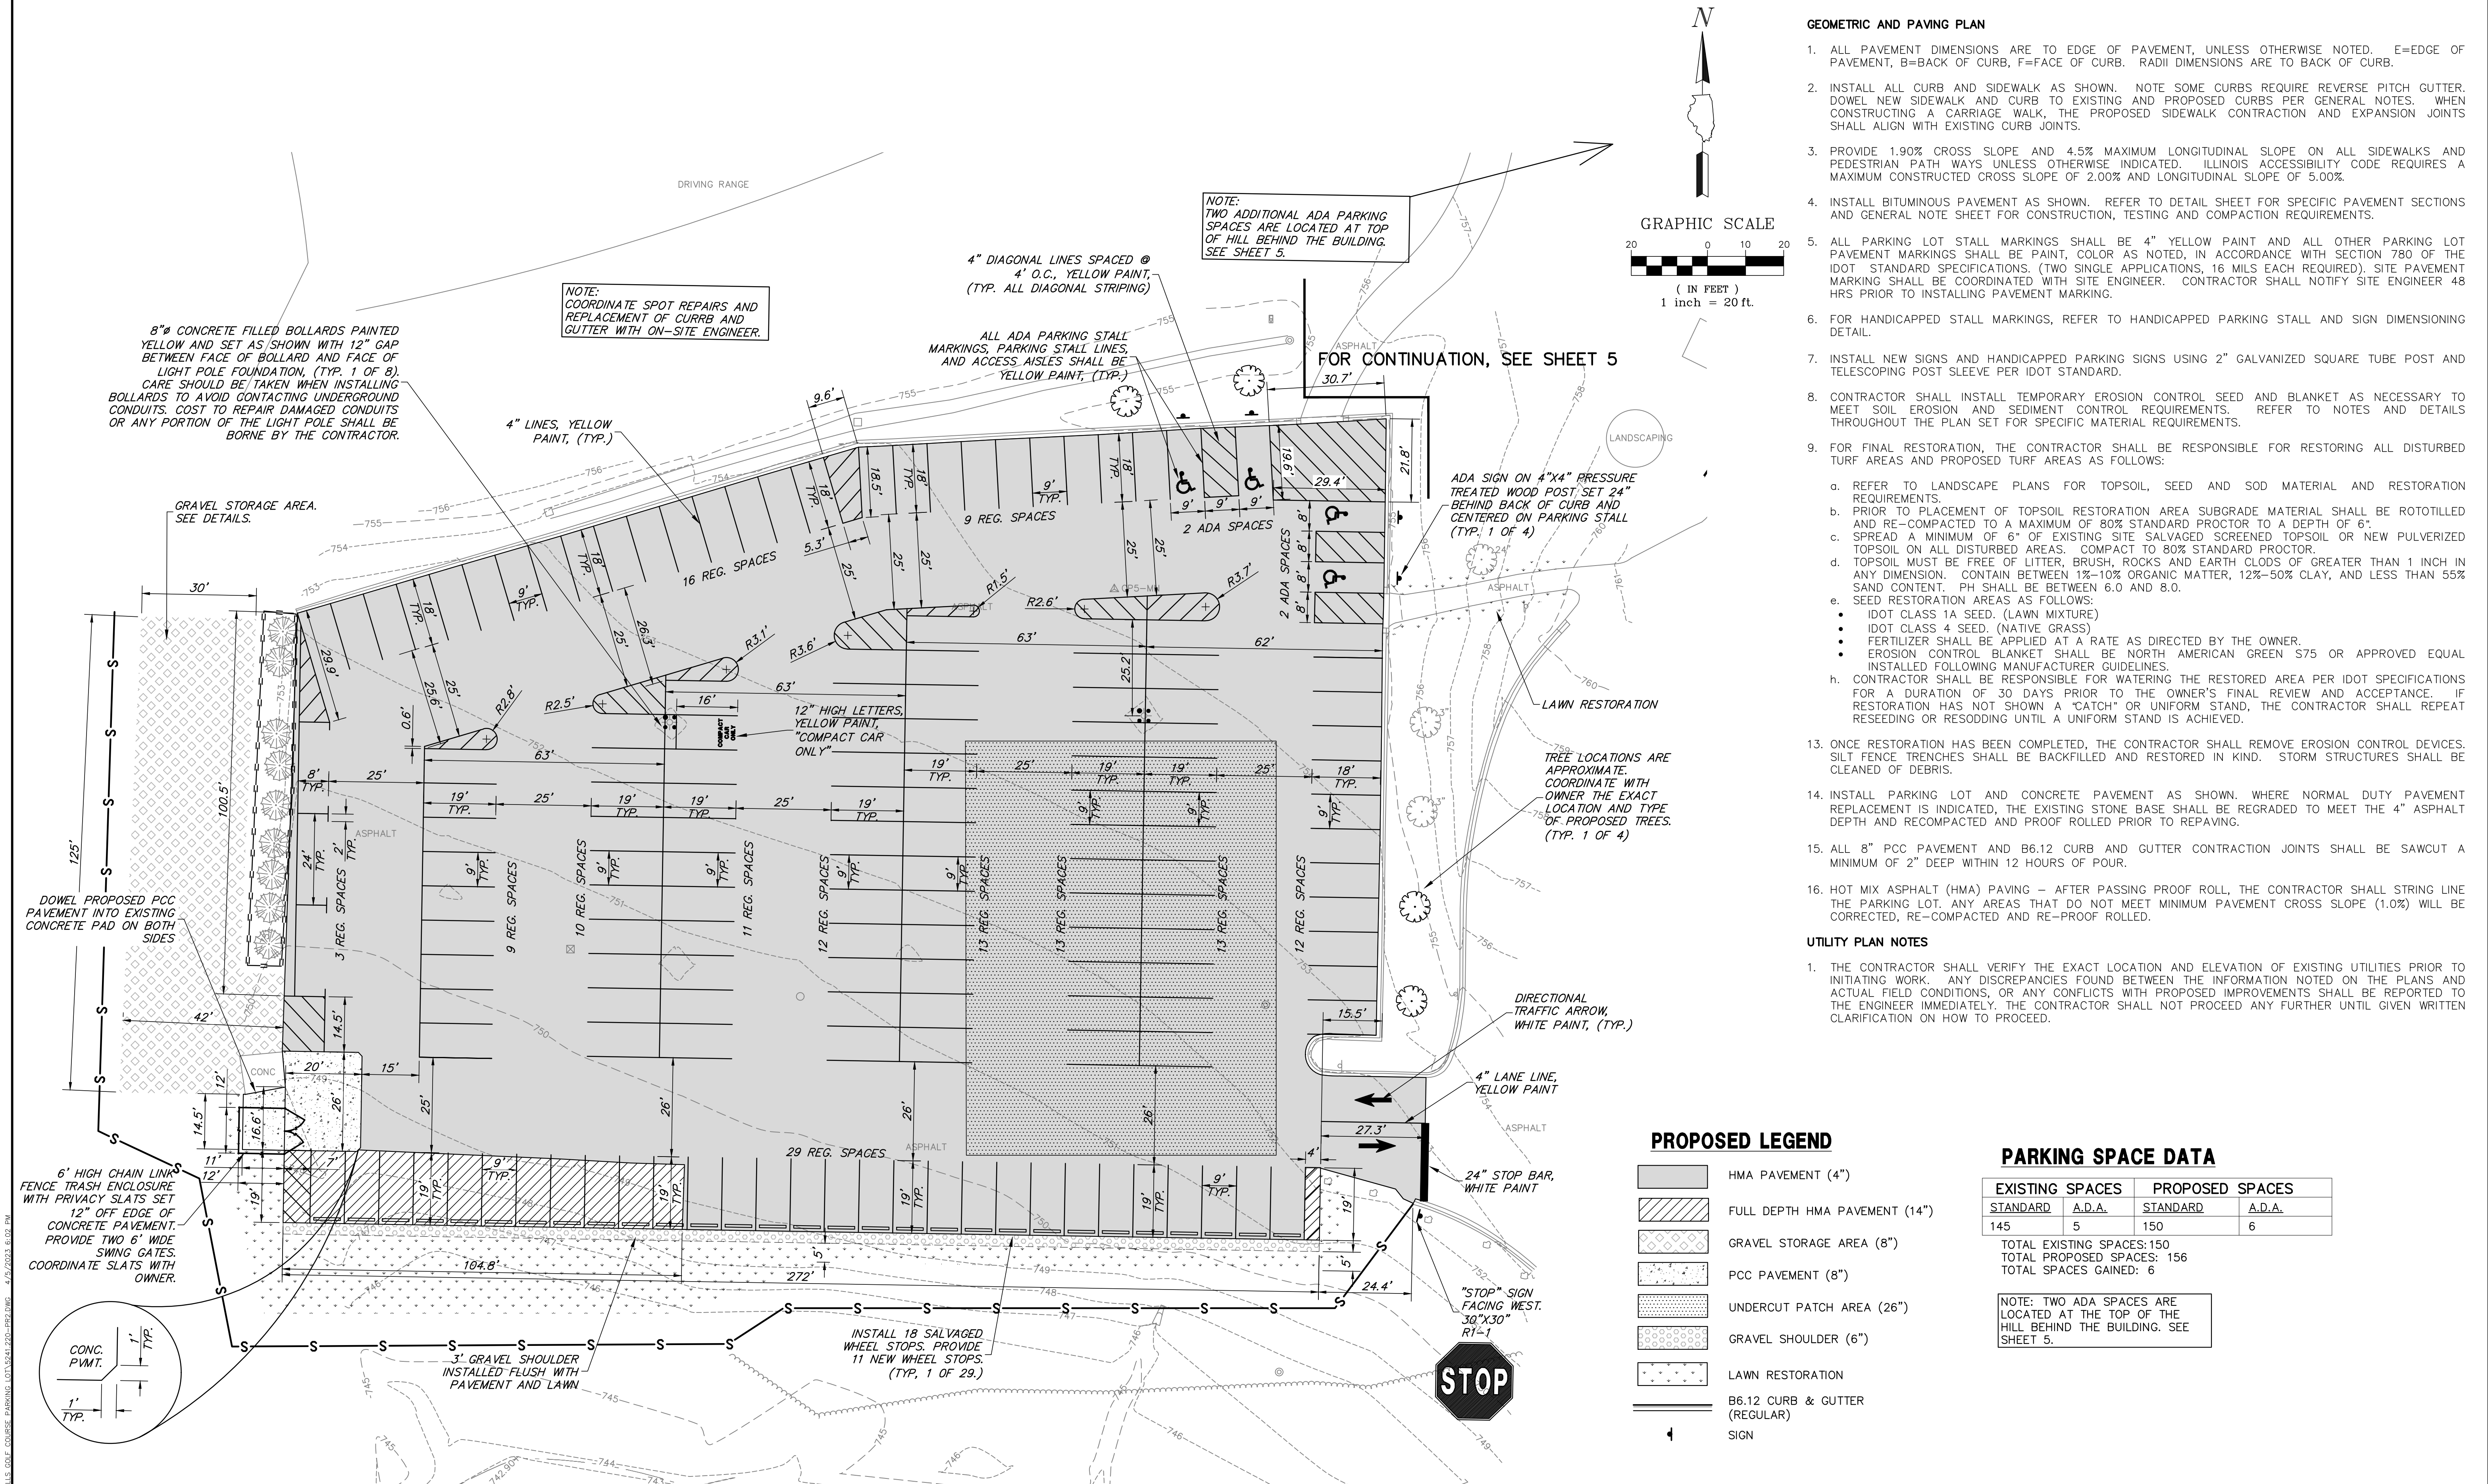 GEOMETRIC AND PAVING PLAN
1. ALL PAVEMENT DIMENSIONS ARE TO EDGE OF PAVEMENT, UNLESS OTHERWISE NOTED. E=EDGE OF
PAVEMENT, B=BACK OF CURB, F=FACE OF CURB. RADII DIMENSIONS ARE TO BACK OF CURB.
2. INSTALL ALL CURB AND SIDEWALK AS SHOWN. NOTE SOME CURBS REQUIRE REVERSE PITCH GUTTER.
DOWEL NEW SIDEWALK AND CURB TO EXISTING AND PROPOSED CURBS PER GENERAL NOTES. WHEN
CONSTRUCTING A CARRIAGE WALK, THE PROPOSED SIDEWALK CONTRACTION AND EXPANSION JOINTS
SHALL ALIGN WITH EXISTING CURB JOINTS.
3. PROVIDE 1.90% CROSS SLOPE AND 4.5% MAXIMUM LONGITUDINAL SLOPE ON ALL SIDEWALKS AND
PEDESTRIAN PATH WAYS UNLESS OTHERWISE INDICATED. ILLINOIS ACCESSIBILITY CODE REQUIRES A
MAXIMUM CONSTRUCTED CROSS SLOPE OF 2.00% AND LONGITUDINAL SLOPE OF 5.00%.
4. INSTALL BITUMINOUS PAVEMENT AS SHOWN. REFER TO DETAIL SHEET FOR SPECIFIC PAVEMENT SECTIONS
AND GENERAL NOTE SHEET FOR CONSTRUCTION, TESTING AND COMPACTION REQUIREMENTS.
5. ALL PARKING LOT STALL MARKINGS SHALL BE 4" YELLOW PAINT AND ALL OTHER PARKING LOT
PAVEMENT MARKINGS SHALL BE PAINT, COLOR AS NOTED, IN ACCORDANCE WITH SECTION 780 OF THE
IDOT STANDARD SPECIFICATIONS. (TWO SINGLE APPLICATIONS, 16 MILS EACH REQUIRED). SITE PAVEMENT
MARKING SHALL BE COORDINATED WITH SITE ENGINEER. CONTRACTOR SHALL NOTIFY SITE ENGINEER 48
HRS PRIOR TO INSTALLING PAVEMENT MARKING.
6. FOR HANDICAPPED STALL MARKINGS, REFER TO HANDICAPPED PARKING STALL AND SIGN DIMENSIONING
DETAIL.
7. INSTALL NEW SIGNS AND HANDICAPPED PARKING SIGNS USING 2" GALVANIZED SQUARE TUBE POST AND
TELESCOPING POST SLEEVE PER IDOT STANDARD.
8. CONTRACTOR SHALL INSTALL TEMPORARY EROSION CONTROL SEED AND BLANKET AS NECESSARY TO
MEET SOIL EROSION AND SEDIMENT CONTROL REQUIREMENTS. REFER TO NOTES AND DETAILS
THROUGHOUT THE PLAN SET FOR SPECIFIC MATERIAL REQUIREMENTS.
9. FOR FINAL RESTORATION, THE CONTRACTOR SHALL BE RESPONSIBLE FOR RESTORING ALL DISTURBED
TURF AREAS AND PROPOSED TURF AREAS AS FOLLOWS:
a. REFER TO LANDSCAPE PLANS FOR TOPSOIL, SEED AND SOD MATERIAL AND RESTORATION
REQUIREMENTS.
b. PRIOR TO PLACEMENT OF TOPSOIL RESTORATION AREA SUBGRADE MATERIAL SHALL BE ROTOTILLED
AND RE-COMPACTED TO A MAXIMUM OF 80% STANDARD PROCTOR TO A DEPTH OF 6".
c. SPREAD A MINIMUM OF 6" OF EXISTING SITE SALVAGED SCREENED TOPSOIL OR NEW PULVERIZED
TOPSOIL ON ALL DISTURBED AREAS. COMPACT TO 80% STANDARD PROCTOR.
d. TOPSOIL MUST BE FREE OF LITTER, BRUSH, ROCKS AND EARTH CLODS OF GREATER THAN 1 INCH IN
ANY DIMENSION. CONTAIN BETWEEN 1%-10% ORGANIC MATTER, 12%-50% CLAY, AND LESS THAN 55%
SAND CONTENT. PH SHALL BE BETWEEN 6.0 AND 8.0.
e. SEED RESTORATION AREAS AS FOLLOWS:
• IDOT CLASS 1A SEED. (LAWN MIXTURE)
• IDOT CLASS 4 SEED. (NATIVE GRASS)
• FERTILIZER SHALL BE APPLIED AT A RATE AS DIRECTED BY THE OWNER.
• EROSION CONTROL BLANKET SHALL BE NORTH AMERICAN GREEN S75 OR APPROVED EQUAL
INSTALLED FOLLOWING MANUFACTURER GUIDELINES.
h. CONTRACTOR SHALL BE RESPONSIBLE FOR WATERING THE RESTORED AREA PER IDOT SPECIFICATIONS
FOR A DURATION OF 30 DAYS PRIOR TO THE OWNER'S FINAL REVIEW AND ACCEPTANCE. IF
RESTORATION HAS NOT SHOWN A "CATCH" OR UNIFORM STAND, THE CONTRACTOR SHALL REPEAT
RESEEDING OR RESODDING UNTIL A UNIFORM STAND IS ACHIEVED.
13. ONCE RESTORATION HAS BEEN COMPLETED, THE CONTRACTOR SHALL REMOVE EROSION CONTROL DEVICES.
SILT FENCE TRENCHES SHALL BE BACKFILLED AND RESTORED IN KIND. STORM STRUCTURES SHALL BE
CLEANED OF DEBRIS.
14. INSTALL PARKING LOT AND CONCRETE PAVEMENT AS SHOWN. WHERE NORMAL DUTY PAVEMENT
REPLACEMENT IS INDICATED, THE EXISTING STONE BASE SHALL BE REGRADED TO MEET THE 4" ASPHALT
DEPTH AND RECOMPACTED AND PROOF ROLLED PRIOR TO REPAVING.
15. ALL 8" PCC PAVEMENT AND B6.12 CURB AND GUTTER CONTRACTION JOINTS SHALL BE SAWCUT A
MINIMUM OF 2" DEEP WITHIN 12 HOURS OF POUR.
16. HOT MIX ASPHALT (HMA) PAVING – AFTER PASSING PROOF ROLL, THE CONTRACTOR SHALL STRING LINE
THE PARKING LOT. ANY AREAS THAT DO NOT MEET MINIMUM PAVEMENT CROSS SLOPE (1.0%) WILL BE
CORRECTED, RE-COMPACTED AND RE-PROOF ROLLED.
UTILITY PLAN NOTES
1. THE CONTRACTOR SHALL VERIFY THE EXACT LOCATION AND ELEVATION OF EXISTING UTILITIES PRIOR TO
INITIATING WORK. ANY DISCREPANCIES FOUND BETWEEN THE INFORMATION NOTED ON THE PLANS AND
ACTUAL FIELD CONDITIONS, OR ANY CONFLICTS WITH PROPOSED IMPROVEMENTS SHALL BE REPORTED TO
THE ENGINEER IMMEDIATELY. THE CONTRACTOR SHALL NOT PROCEED ANY FURTHER UNTIL GIVEN WRITTEN
CLARIFICATION ON HOW TO PROCEED.
N
GRAPHIC SCALE
20 0 10 20
( IN FEET )
1 inch = 20 ft.
DRIVING RANGE
NOTE:
TWO ADDITIONAL ADA PARKING
SPACES ARE LOCATED AT TOP
OF HILL BEHIND THE BUILDING.
SEE SHEET 5.
NOTE:
COORDINATE SPOT REPAIRS AND
REPLACEMENT OF CURRB AND
GUTTER WITH ON-SITE ENGINEER.
4" DIAGONAL LINES SPACED @
4' O.C., YELLOW PAINT,
(TYP. ALL DIAGONAL STRIPING)
ALL ADA PARKING STALL
MARKINGS, PARKING STALL LINES,
AND ACCESS AISLES SHALL BE
YELLOW PAINT, (TYP.)
8"ø CONCRETE FILLED BOLLARDS PAINTED
YELLOW AND SET AS SHOWN WITH 12" GAP
BETWEEN FACE OF BOLLARD AND FACE OF
LIGHT POLE FOUNDATION, (TYP. 1 OF 8).
CARE SHOULD BE TAKEN WHEN INSTALLING
BOLLARDS TO AVOID CONTACTING UNDERGROUND
CONDUITS. COST TO REPAIR DAMAGED CONDUITS
OR ANY PORTION OF THE LIGHT POLE SHALL BE
BORNE BY THE CONTRACTOR.
4" LINES, YELLOW
PAINT, (TYP.)
FOR CONTINUATION, SEE SHEET 5
LANDSCAPING
GRAVEL STORAGE AREA.
SEE DETAILS.
ADA SIGN ON 4"X4" PRESSURE
TREATED WOOD POST SET 24"
BEHIND BACK OF CURB AND
CENTERED ON PARKING STALL
(TYP. 1 OF 4)
9 REG. SPACES
2 ADA SPACES
2 ADA SPACES
16 REG. SPACES
12" HIGH LETTERS,
YELLOW PAINT,
"COMPACT CAR
ONLY"
COMPACT
CAR
ONLY
LAWN RESTORATION
TREE LOCATIONS ARE
APPROXIMATE.
COORDINATE WITH
OWNER THE EXACT
LOCATION AND TYPE
OF PROPOSED TREES.
(TYP. 1 OF 4)
3 REG. SPACES
9 REG. SPACES
10 REG. SPACES
11 REG. SPACES
12 REG. SPACES
13 REG. SPACES
13 REG. SPACES
13 REG. SPACES
12 REG. SPACES
29 REG. SPACES
DOWEL PROPOSED PCC
PAVEMENT INTO EXISTING
CONCRETE PAD ON BOTH
SIDES
DIRECTIONAL
TRAFFIC ARROW,
WHITE PAINT, (TYP.)
4" LANE LINE,
YELLOW PAINT
24" STOP BAR,
WHITE PAINT
6' HIGH CHAIN LINK
FENCE TRASH ENCLOSURE
WITH PRIVACY SLATS SET
12" OFF EDGE OF
CONCRETE PAVEMENT.
PROVIDE TWO 6' WIDE
SWING GATES.
COORDINATE SLATS WITH
OWNER.
3' GRAVEL SHOULDER
INSTALLED FLUSH WITH
PAVEMENT AND LAWN
INSTALL 18 SALVAGED
WHEEL STOPS. PROVIDE
11 NEW WHEEL STOPS.
(TYP, 1 OF 29.)
"STOP" SIGN
FACING WEST.
30"X30"
R1-1
STOP
CONC.
PVMT.
1'
TYP.
1'
TYP.
30'
125'
100.5'
42'
104.8'
272'
24.4'
27.3'
15.5'
30.7'
21.8'
29.4'
19.6'
PROPOSED LEGEND
HMA PAVEMENT (4")
FULL DEPTH HMA PAVEMENT (14")
GRAVEL STORAGE AREA (8")
PCC PAVEMENT (8")
UNDERCUT PATCH AREA (26")
GRAVEL SHOULDER (6")
LAWN RESTORATION
B6.12 CURB & GUTTER
(REGULAR)
SIGN
PARKING SPACE DATA
EXISTING SPACES PROPOSED SPACES
STANDARD A.D.A. STANDARD A.D.A.
145 5 150 6
TOTAL EXISTING SPACES:150
TOTAL PROPOSED SPACES: 156
TOTAL SPACES GAINED: 6
NOTE: TWO ADA SPACES ARE
LOCATED AT THE TOP OF THE
HILL BEHIND THE BUILDING. SEE
SHEET 5.